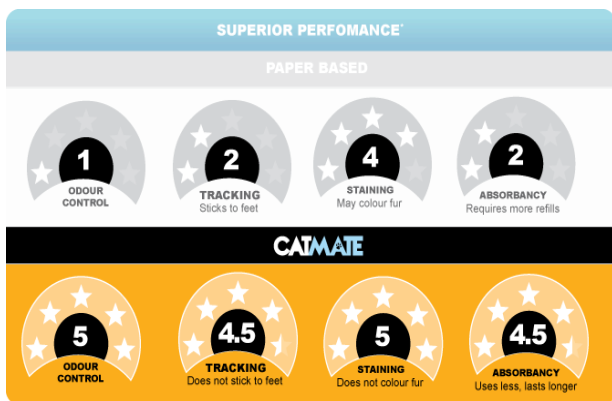 SUPERIOR PERFOMANCE*
PAPER BASED
1
ODOUR
CONTROL
2
TRACKING
Sticks to feet
4
STAINING
May colour fur
2
ABSORBANCY
Requires more refills
CATMATE
5
ODOUR
CONTROL
4.5
TRACKING
Does not stick to feet
5
STAINING
Does not colour fur
4.5
ABSORBANCY
Uses less, lasts longer